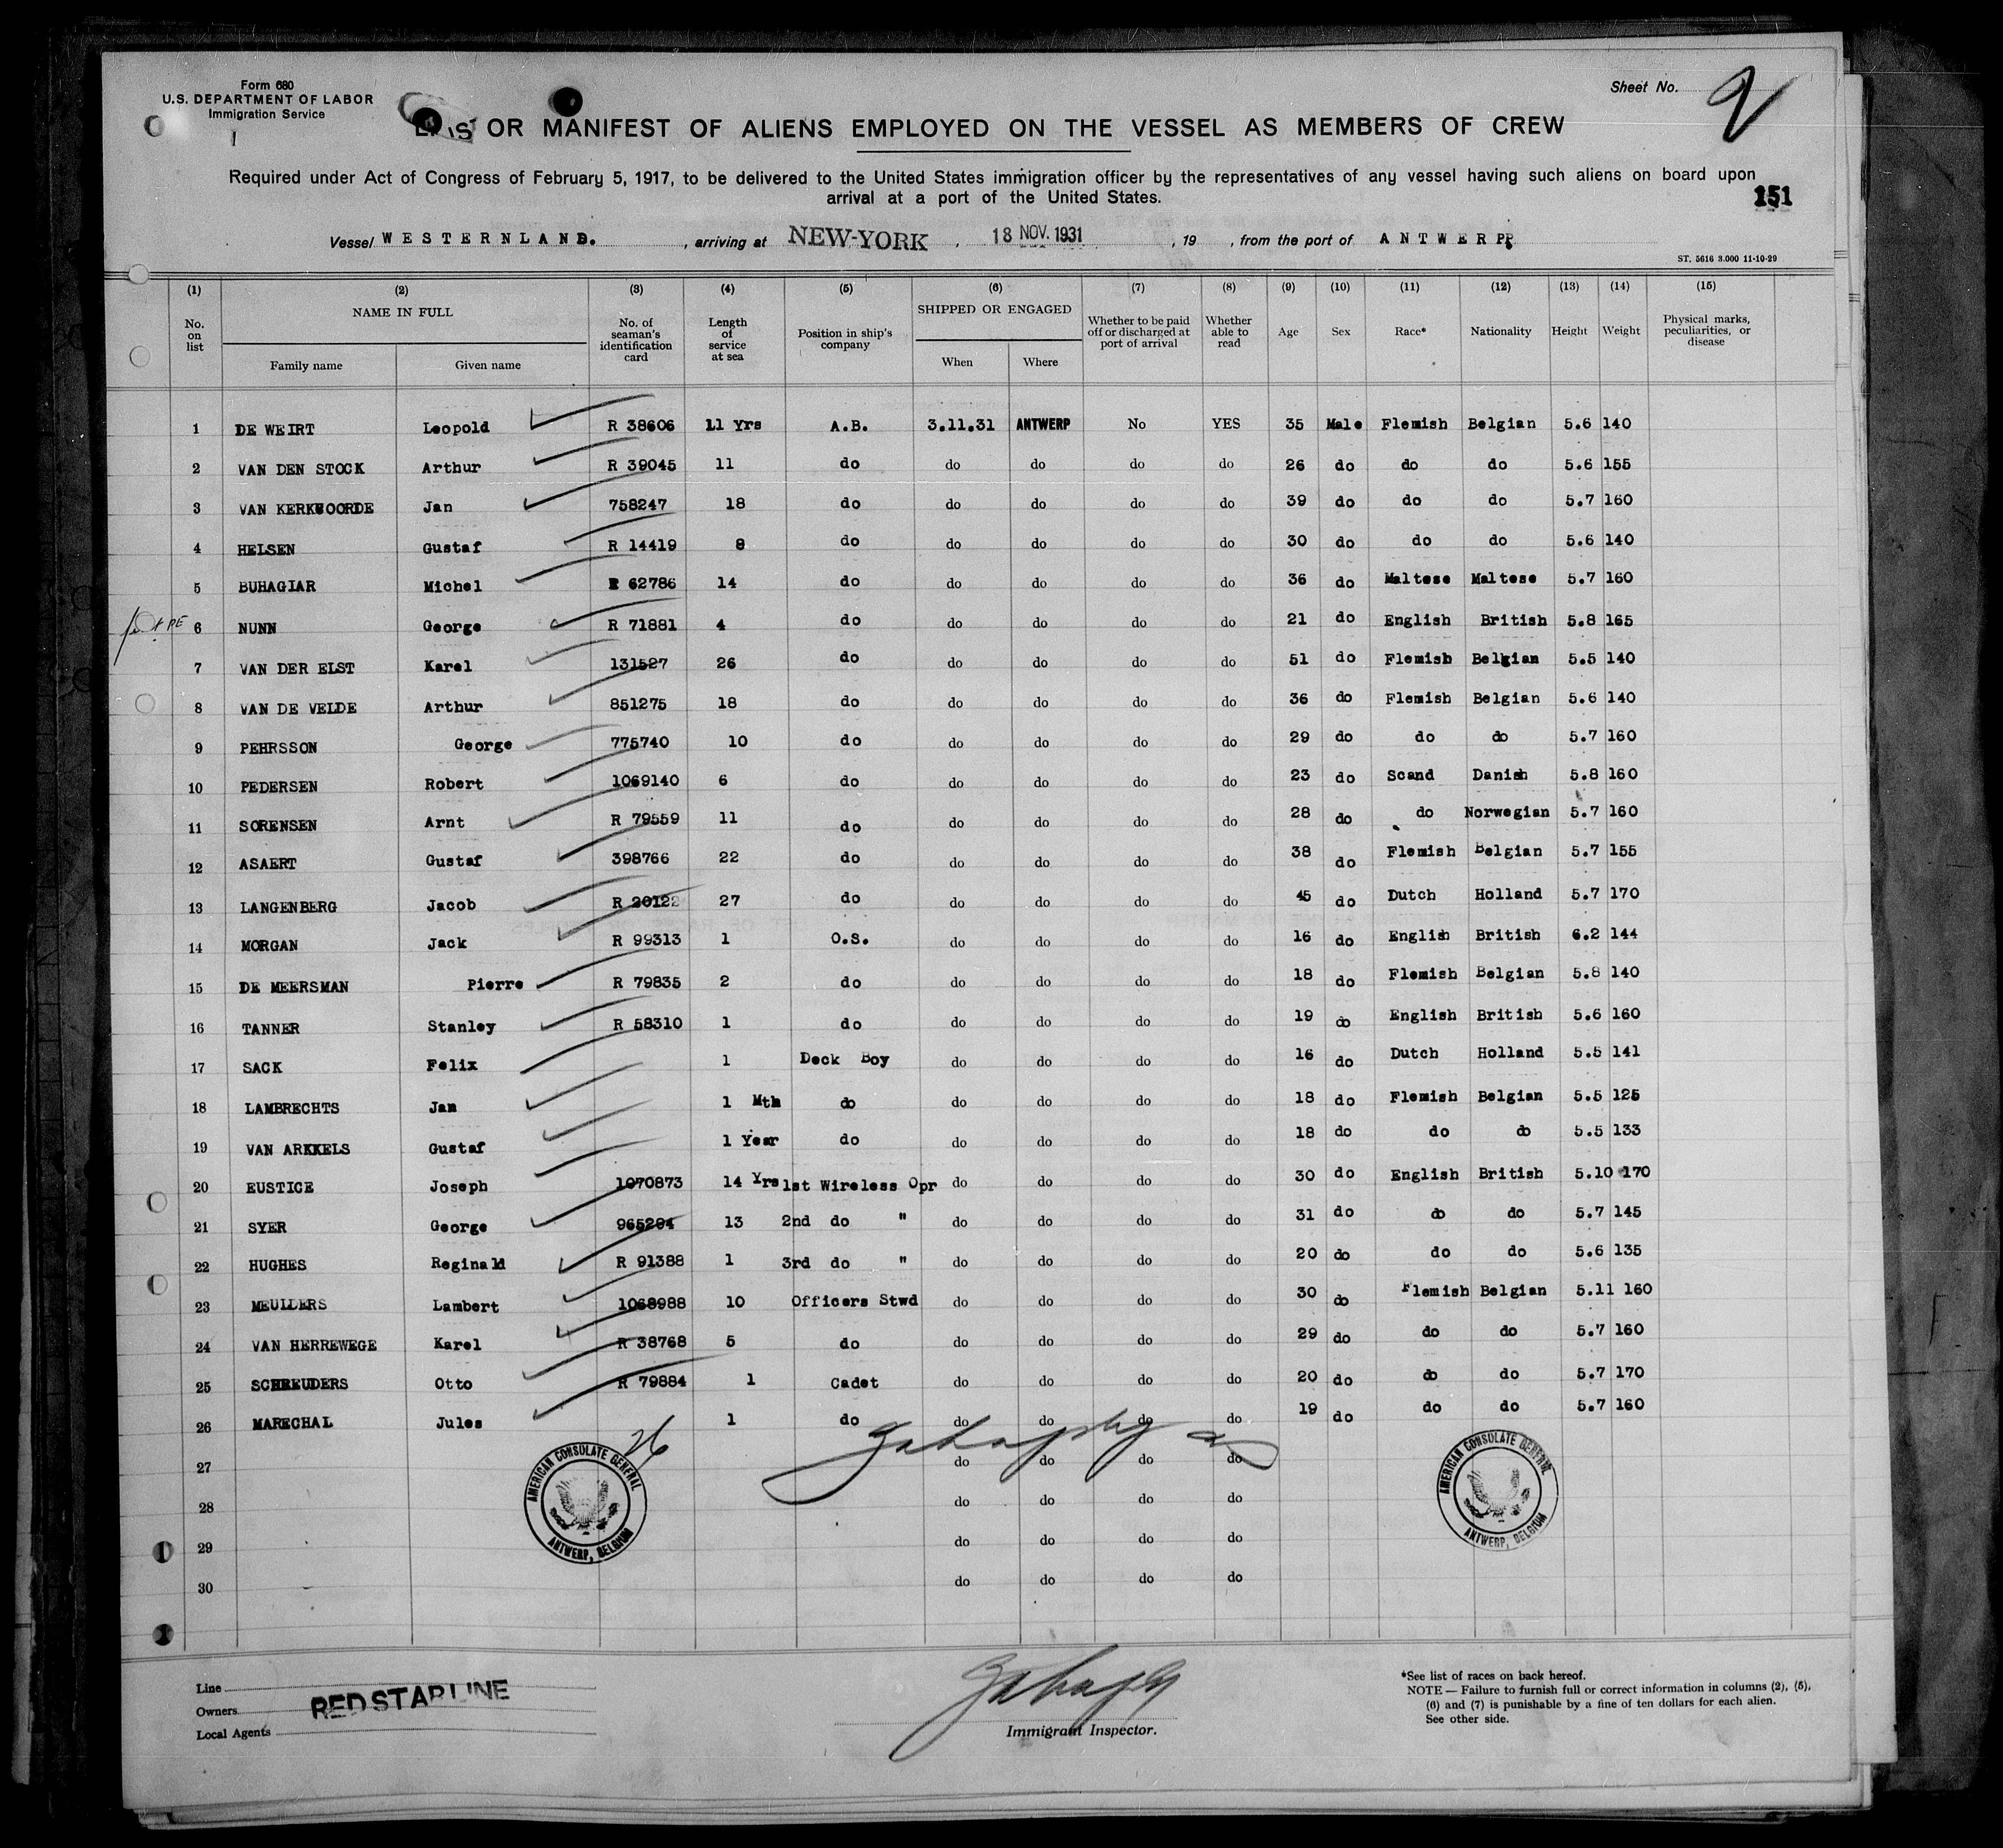 Form 680
U.S. DEPARTMENT OF LABOR
Immigration Service
Sheet No. 2
OR MANIFEST OF ALIENS EMPLOYED ON THE VESSEL AS MEMBERS OF CREW
Required under Act of Congress of February 5, 1917, to be delivered to the United States immigration officer by the representatives of any vessel having such aliens on board upon
arrival at a port of the United States.
151
Vessel WESTERNLAND. , arriving at NEW-YORK , 18 NOV. 1931 , 19 , from the port of ANTWERP.
ST. 5616 3.000 11-10-29
(1) (2) (3) (4) (5) (6) (7) (8) (9) (10) (11) (12) (13) (14) (15)
No. on list NAME IN FULL Family name Given name No. of seaman's identification card Length of service at sea Position in ship's company SHIPPED OR ENGAGED When Where Whether to be paid off or discharged at port of arrival Whether able to read Age Sex Race* Nationality Height Weight Physical marks, peculiarities, or disease
1 DE WEIRT Leopold R 38606 11 Yrs A.B. 3.11.31 ANTWERP No YES 35 Male Flemish Belgian 5.6 140
2 VAN DEN STOCK Arthur R 39045 11 do do do do do 26 do do do 5.6 155
3 VAN KERKVOORDE Jan 758247 18 do do do do do 39 do do do 5.7 160
4 HELSEN Gustaf R 14419 8 do do do do do 30 do do do 5.6 140
5 BUHAGIAR Michel R 62786 14 do do do do do 36 do Maltese Maltese 5.7 160
6 NUNN George R 71881 4 do do do do do 21 do English British 5.8 165
7 VAN DER ELST Karel 131527 26 do do do do do 51 do Flemish Belgian 5.5 140
8 VAN DE VELDE Arthur 851275 18 do do do do do 36 do Flemish Belgian 5.6 140
9 PEHRSSON George 775740 10 do do do do do 29 do do do 5.7 160
10 PEDERSEN Robert 1069140 6 do do do do do 23 do Scand Danish 5.8 160
11 SORENSEN Arnt R 79559 11 do do do do do 28 do do Norwegian 5.7 160
12 ASAERT Gustaf 398766 22 do do do do do 38 do Flemish Belgian 5.7 155
13 LANGENBERG Jacob R 20122 27 do do do do do 45 do Dutch Holland 5.7 170
14 MORGAN Jack R 99313 1 O.S. do do do do 16 do English British 6.2 144
15 DE MEERSMAN Pierre R 79835 2 do do do do do 18 do Flemish Belgian 5.8 140
16 TANNER Stanley R 58310 1 do do do do do 19 do English British 5.6 160
17 SACK Felix 1 Deck Boy do do do do 16 do Dutch Holland 5.5 141
18 LAMBRECHTS Jan 1 Mth do do do do do 18 do Flemish Belgian 5.5 125
19 VAN ARKKELS Gustaf 1 Year do do do do do 18 do do do 5.5 133
20 EUSTICE Joseph 1070873 14 Yrs 1st Wireless Opr do do do do 30 do English British 5.10 170
21 SYER George 965294 13 2nd do " do do do do 31 do do do 5.7 145
22 HUGHES Reginald R 91388 1 3rd do " do do do do 20 do do do 5.6 135
23 MEULDERS Lambert 1068988 10 Officers Stwd do do do do 30 do Flemish Belgian 5.11 160
24 VAN HERREWEGE Karel R 38768 5 do do do do do 29 do do do 5.7 160
25 SCHREUDERS Otto R 79884 1 Cadet do do do do 20 do do do 5.7 170
26 MARECHAL Jules 1 do do do do do 19 do do do 5.7 160
26
27 do do do do
28 do do do do
29 do do do do
30 do do do do
AMERICAN CONSULATE GENERAL ANTWERP, BELGIUM
AMERICAN CONSULATE GENERAL ANTWERP, BELGIUM
Line
Owners RED STAR LINE
Local Agents
Immigrant Inspector.
*See list of races on back hereof.
NOTE — Failure to furnish full or correct information in columns (2), (5),
(6) and (7) is punishable by a fine of ten dollars for each alien.
See other side.